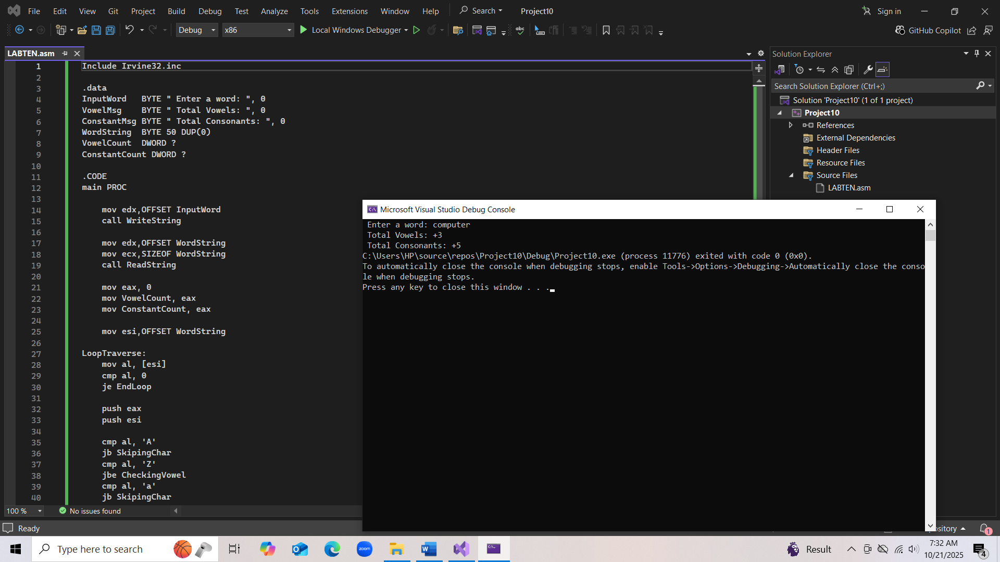 File Edit View Git Project Build Debug Test Analyze Tools Extensions Window Help Search Project10 Sign in
Debug x86 Local Windows Debugger GitHub Copilot
LABTEN.asm
1 Include Irvine32.inc
2
3 .data
4 InputWord   BYTE " Enter a word: ", 0
5 VowelMsg    BYTE " Total Vowels: ", 0
6 ConstantMsg BYTE " Total Consonants: ", 0
7 WordString  BYTE 50 DUP(0)
8 VowelCount  DWORD ?
9 ConstantCount DWORD ?
10
11 .CODE
12 main PROC
13
14     mov edx,OFFSET InputWord
15     call WriteString
16
17     mov edx,OFFSET WordString
18     mov ecx,SIZEOF WordString
19     call ReadString
20
21     mov eax, 0
22     mov VowelCount, eax
23     mov ConstantCount, eax
24
25     mov esi,OFFSET WordString
26
27 LoopTraverse:
28     mov al, [esi]
29     cmp al, 0
30     je EndLoop
31
32     push eax
33     push esi
34
35     cmp al, 'A'
36     jb SkipingChar
37     cmp al, 'Z'
38     jbe CheckingVowel
39     cmp al, 'a'
40     jb SkipingChar
100 % No issues found
Ready
Solution Explorer
Search Solution Explorer (Ctrl+;)
Solution 'Project10' (1 of 1 project)
Project10
References
External Dependencies
Header Files
Resource Files
Source Files
LABTEN.asm
Microsoft Visual Studio Debug Console
Enter a word: computer
Total Vowels: +3
Total Consonants: +5
C:\Users\HP\source\repos\Project10\Debug\Project10.exe (process 11776) exited with code 0 (0x0).
To automatically close the console when debugging stops, enable Tools->Options->Debugging->Automatically close the conso
le when debugging stops.
Press any key to close this window . . .
ository
1
Type here to search
zoom
Result
7:32 AM
10/21/2025
4